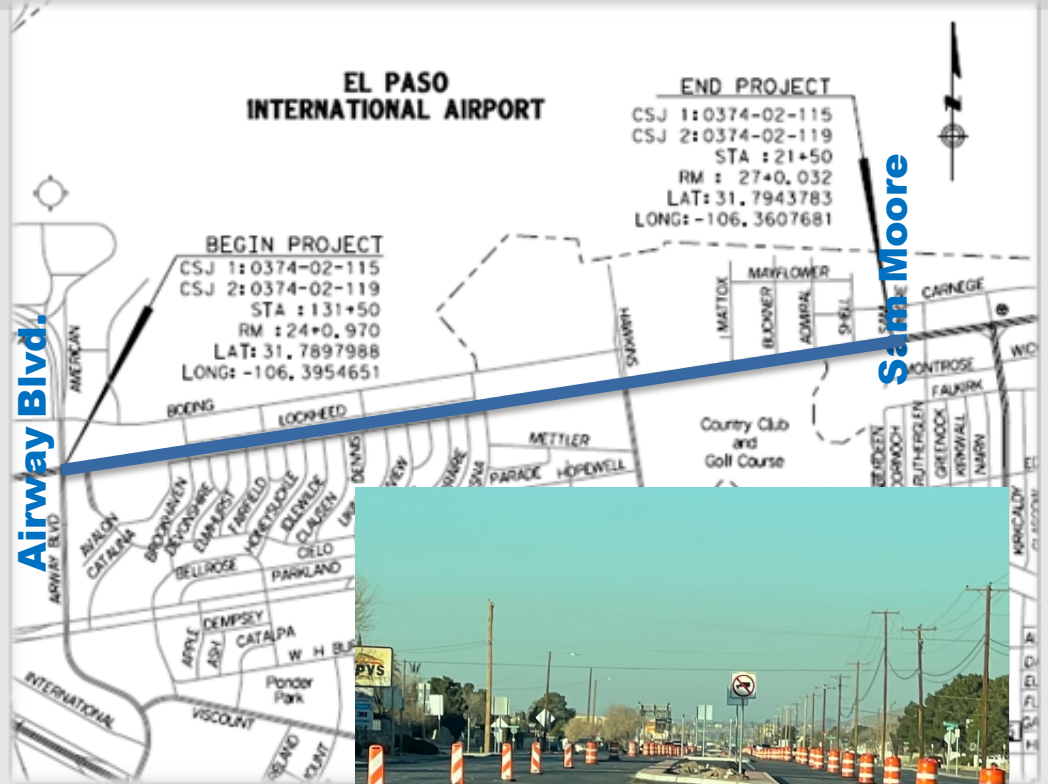 EL PASO
INTERNATIONAL AIRPORT
END PROJECT
CSJ 1:0374-02-115
CSJ 2:0374-02-119
STA :21+50
RM : 27+0.032
LAT:31.7943783
LONG:-106.3607681
BEGIN PROJECT
CSJ 1:0374-02-115
CSJ 2:0374-02-119
STA :131+50
RM :24+0.970
LAT:31.7897988
LONG:-106.3954651
Airway Blvd.
Sam Moore
N
AMERICAN
BODING
LOCKHEED
HAWKINS
MATTOX
MAYFLOWER
BUCKNER
ADMIRAL
SHELL
SAM
CARNEGE
MONTROSE
FALKIRK
Country Club
and
Golf Course
METTLER
PARADE
HOPEWELL
DENNIS
AIRWAY BLVD
AVALON
CATALINA
BROOKHAVEN
DEVONSHIRE
ELMHURST
FAIRFIELD
HONEYSUCKLE
IDLEWILDE
CLAUSEN
RUTHERGLEN
GREENOCK
KIRKWALL
NAIRN
KIRKCALDY
CIELO
BELLROSE
PARKLAND
DEMPSEY
APPLE
ASH
CATALPA
W H BU
Ponder
Park
INTERNATIONAL
VISCOUNT
PVS